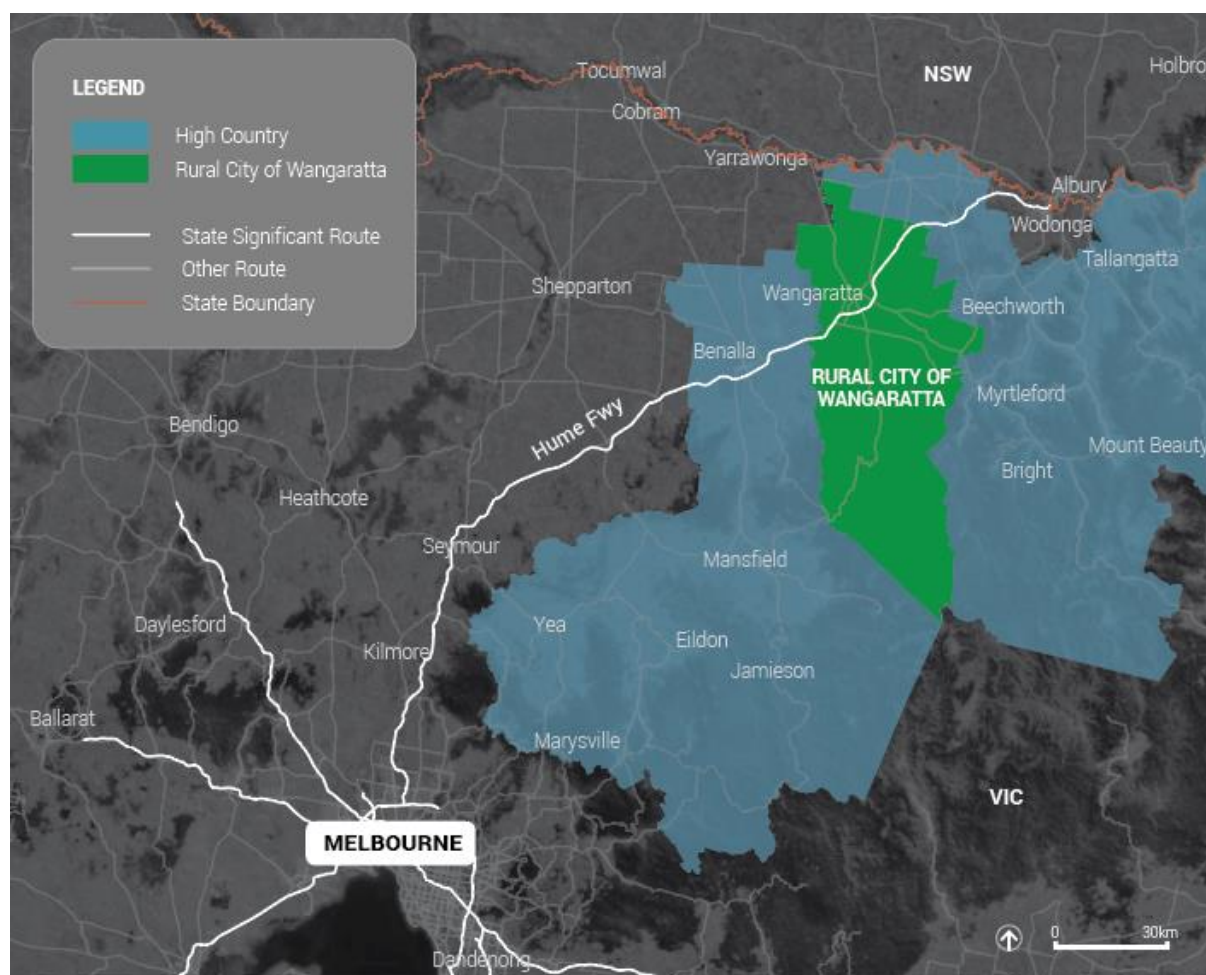 LEGEND
High Country
Rural City of Wangaratta
State Significant Route
Other Route
State Boundary
Tocumwal
NSW
Holbro
Cobram
Yarrawonga
Albury
Wodonga
Tallangatta
Shepparton
Wangaratta
Beechworth
Benalla
RURAL CITY OF
WANGARATTA
Myrtleford
Hume Fwy
Bendigo
Mount Beauty
Bright
Heathcote
Seymour
Mansfield
Daylesford
Yea
Kilmore
Eildon
Jamieson
Ballarat
Marysville
VIC
MELBOURNE
0 30km
Dandenong